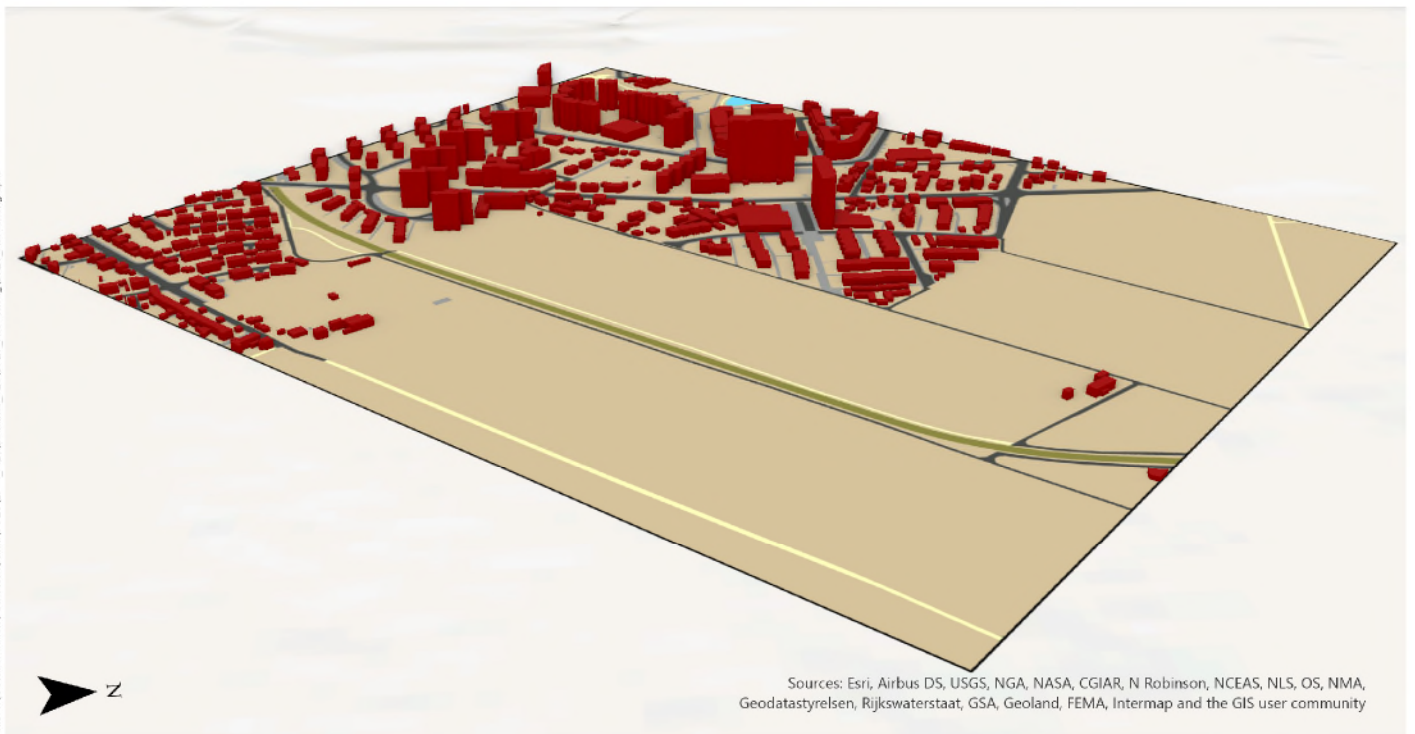 N
Sources: Esri, Airbus DS, USGS, NGA, NASA, CGIAR, N Robinson, NCEAS, NLS, OS, NMA,
Geodatastyrelsen, Rijkswaterstaat, GSA, Geoland, FEMA, Intermap and the GIS user community